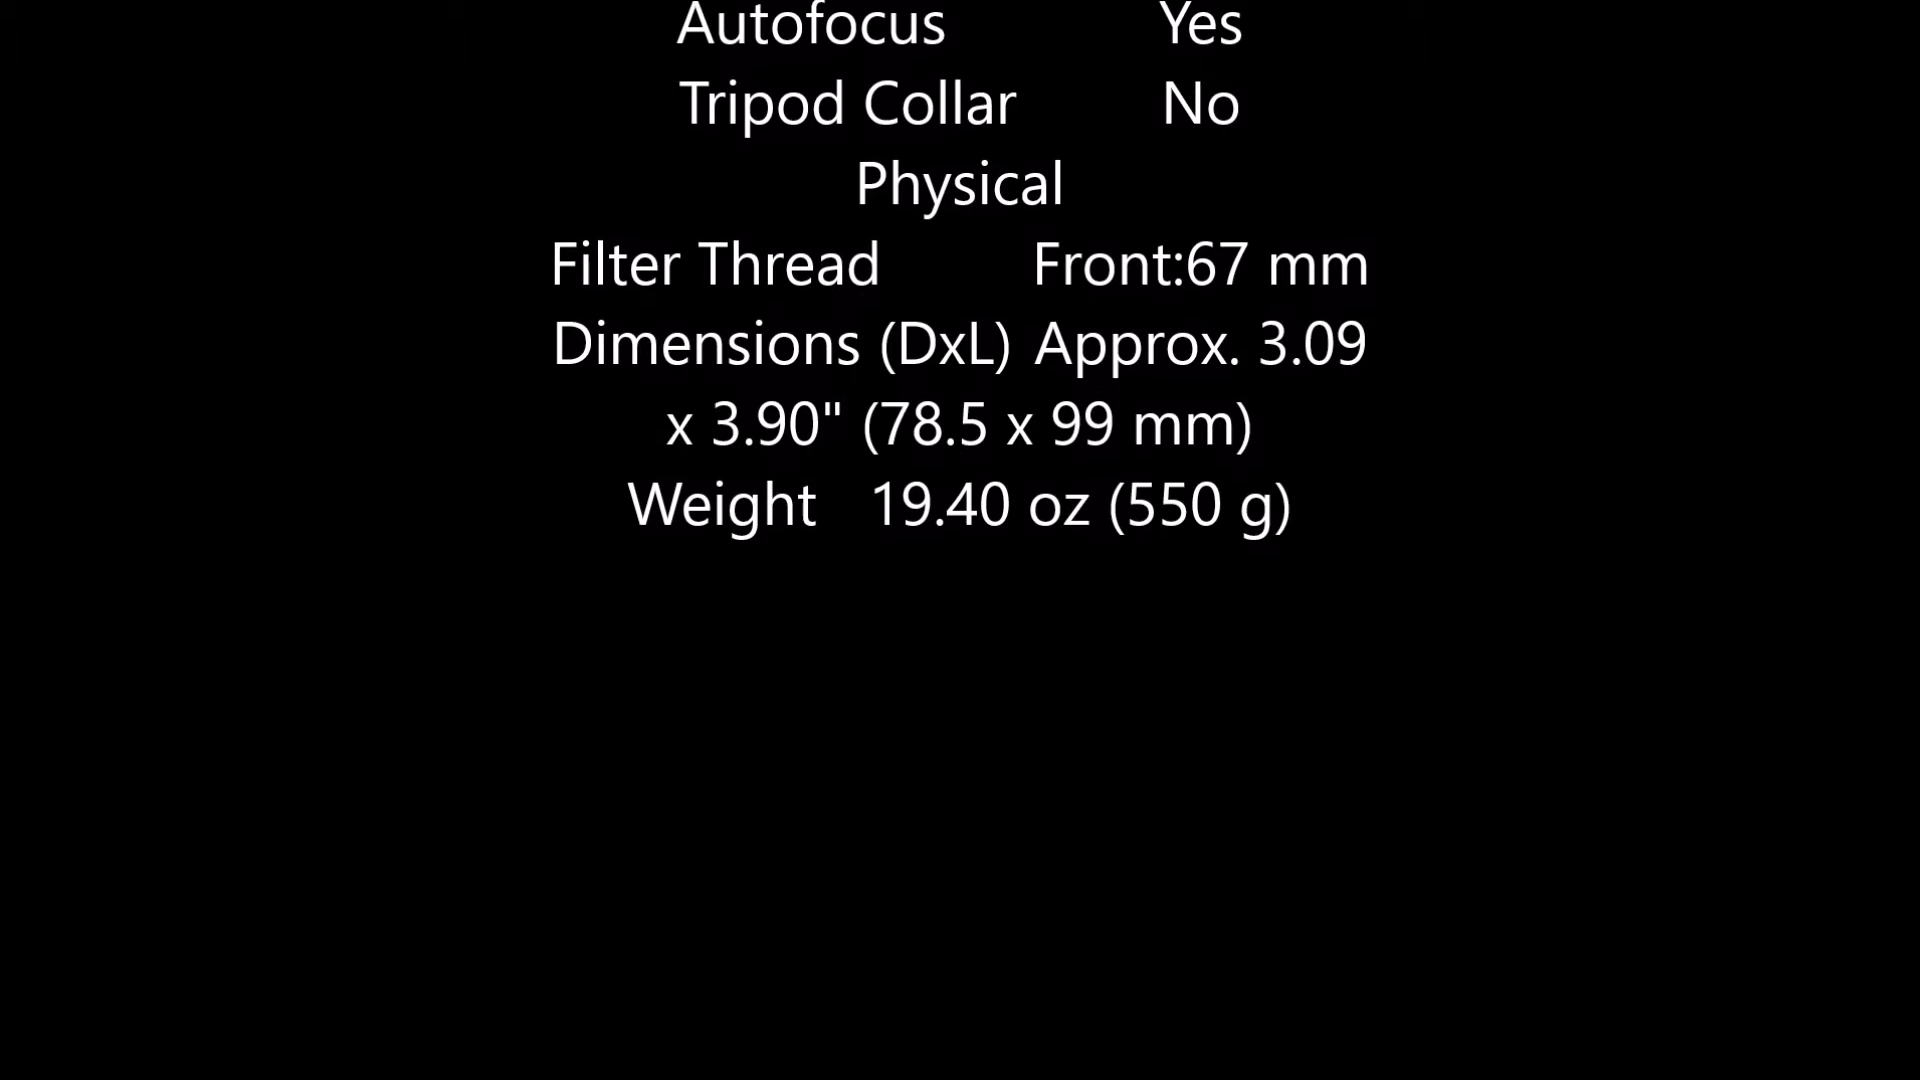 Autofocus Yes
Tripod Collar No
Physical
Filter Thread Front:67 mm
Dimensions (DxL) Approx. 3.09
x 3.90" (78.5 x 99 mm)
Weight 19.40 oz (550 g)